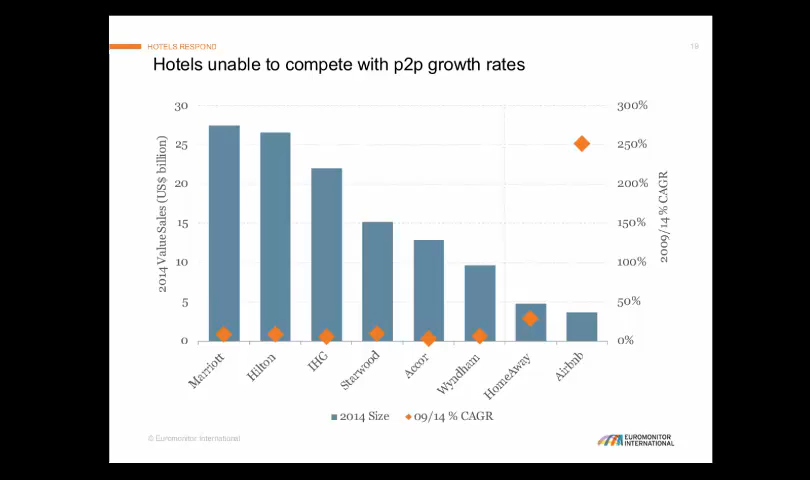 HOTELS RESPOND
19
Hotels unable to compete with p2p growth rates
30
25
20
15
10
5
0
2014 Value Sales (US$ billion)
300%
250%
200%
150%
100%
50%
0%
2009/14 % CAGR
Marriott
Hilton
IHG
Starwood
Accor
Wyndham
HomeAway
Airbnb
2014 Size
09/14 % CAGR
© Euromonitor International
EUROMONITOR
INTERNATIONAL